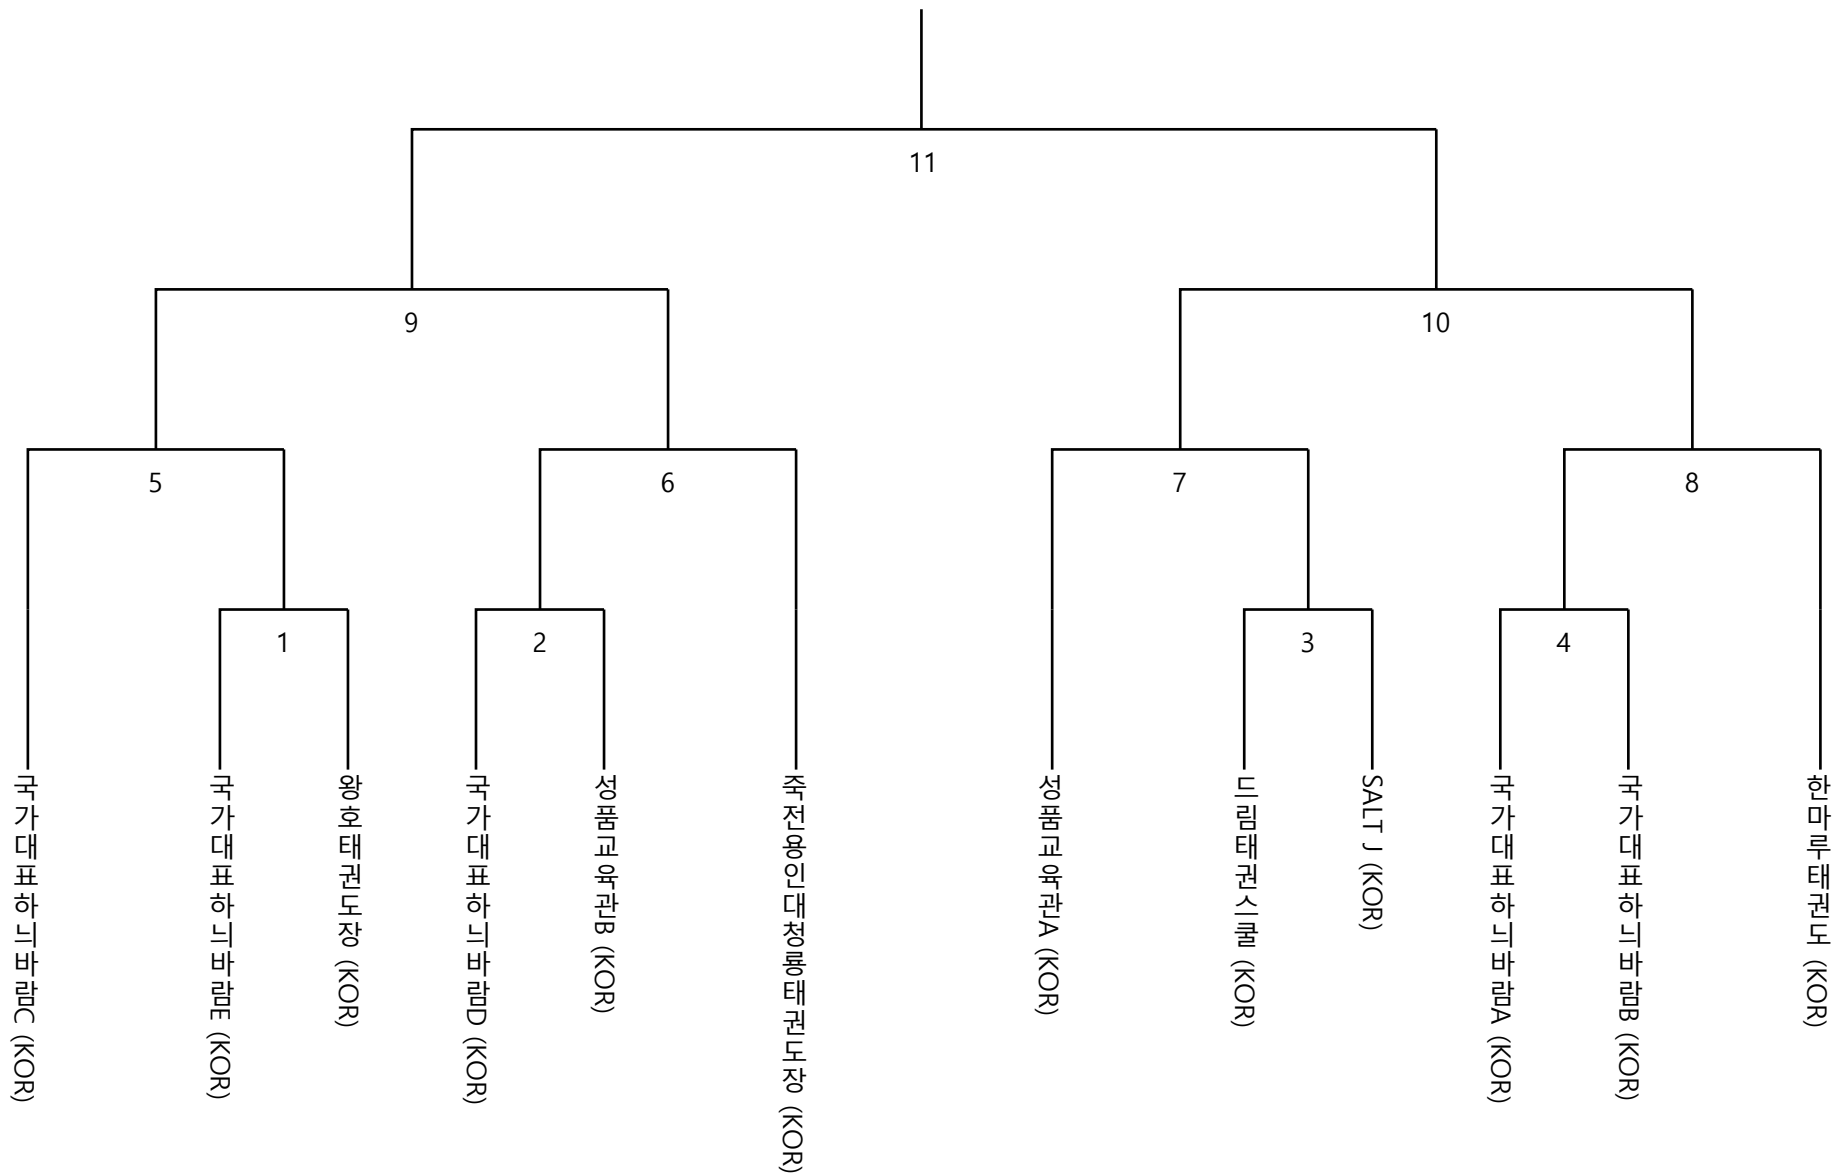 11
9
10
5
6
7
8
1
2
3
4
국가대표하늬바람C (KOR)
국가대표하늬바람E (KOR)
왕호태권도장 (KOR)
국가대표하늬바람D (KOR)
성품교육관B (KOR)
죽전용인대청룡태권도장 (KOR)
성품교육관A (KOR)
드림태권스쿨 (KOR)
SALT J (KOR)
국가대표하늬바람A (KOR)
국가대표하늬바람B (KOR)
한마루태권도 (KOR)